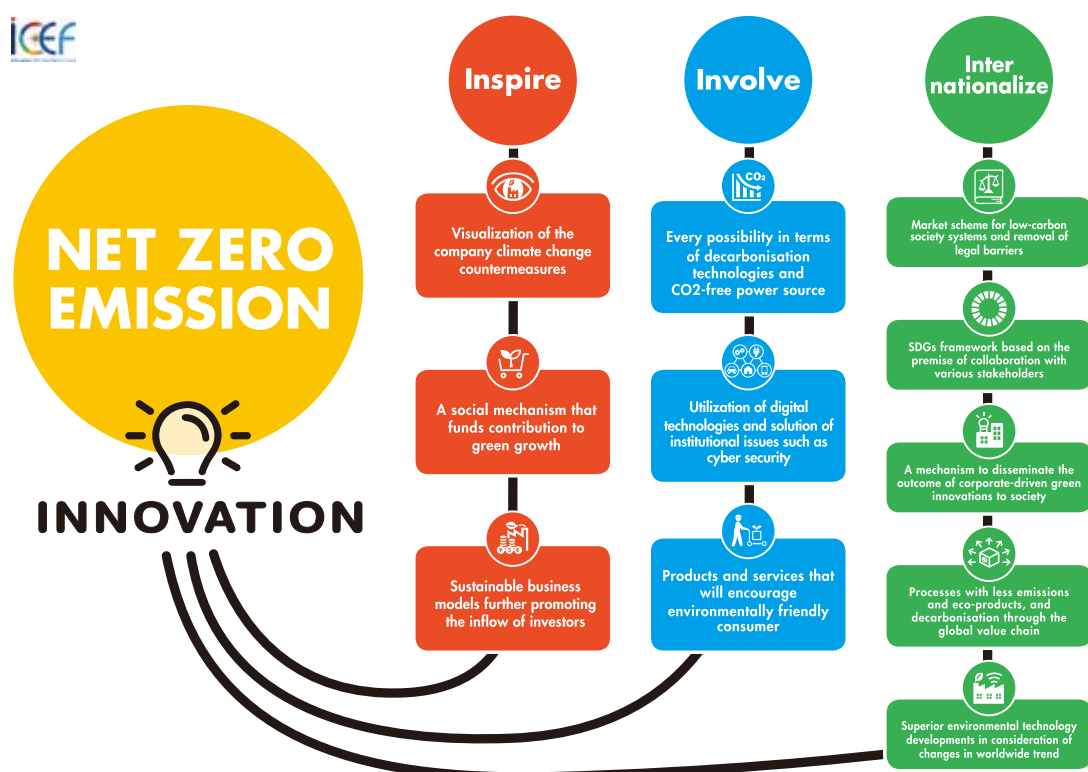 ICEF
NET ZERO
EMISSION
INNOVATION
Inspire
Visualization of the
company climate change
countermeasures
A social mechanism that
funds contribution to
green growth
Sustainable business
models further promoting
the inflow of investors
Involve
CO₂
Every possibility in terms
of decarbonisation
technologies and
CO2-free power source
Utilization of digital
technologies and solution of
institutional issues such as
cyber security
Products and services that
will encourage
environmentally friendly
consumer
Inter
nationalize
Market scheme for low-carbon
society systems and removal of
legal barriers
SDGs framework based on the
premise of collaboration with
various stakeholders
A mechanism to disseminate the
outcome of corporate-driven green
innovations to society
Processes with less emissions
and eco-products, and
decarbonisation through the
global value chain
Superior environmental technology
developments in consideration of
changes in worldwide trend